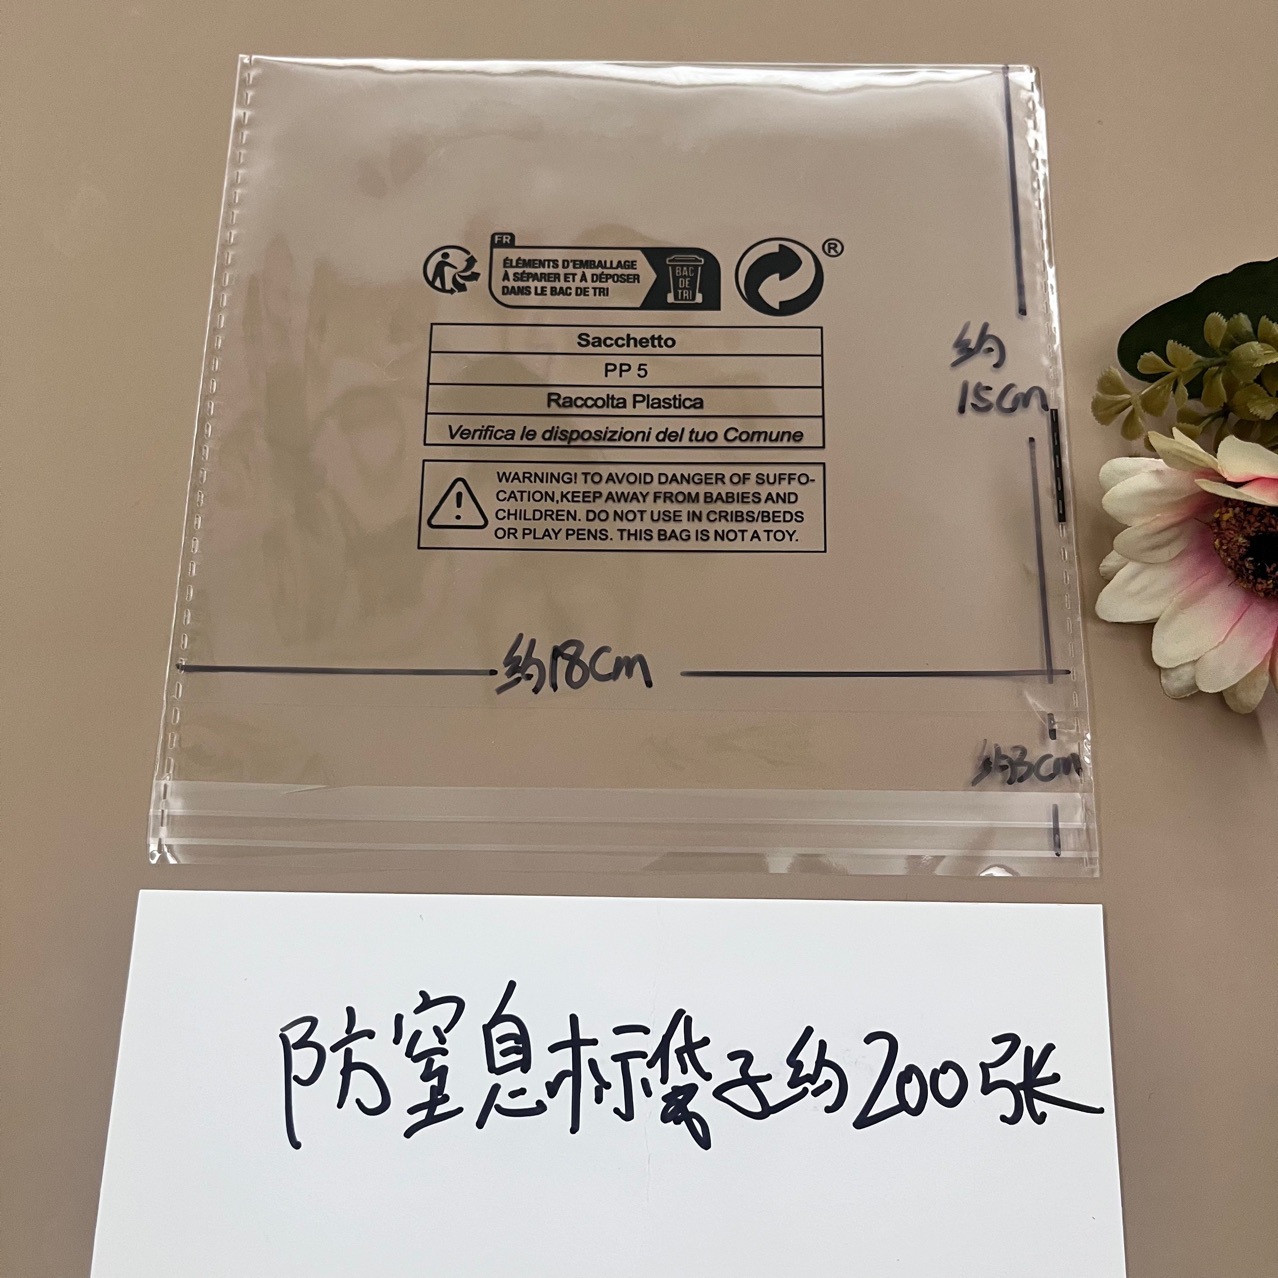 FR
ÉLÉMENTS D'EMBALLAGE
À SÉPARER ET À DÉPOSER
DANS LE BAC DE TRI
BAC
DE
TRI
®
Sacchetto
PP 5
Raccolta Plastica
Verifica le disposizioni del tuo Comune
WARNING! TO AVOID DANGER OF SUFFO-
CATION,KEEP AWAY FROM BABIES AND
CHILDREN. DO NOT USE IN CRIBS/BEDS
OR PLAY PENS. THIS BAG IS NOT A TOY.
约
15cm
约18cm
约3cm
防窒息标袋子约200张